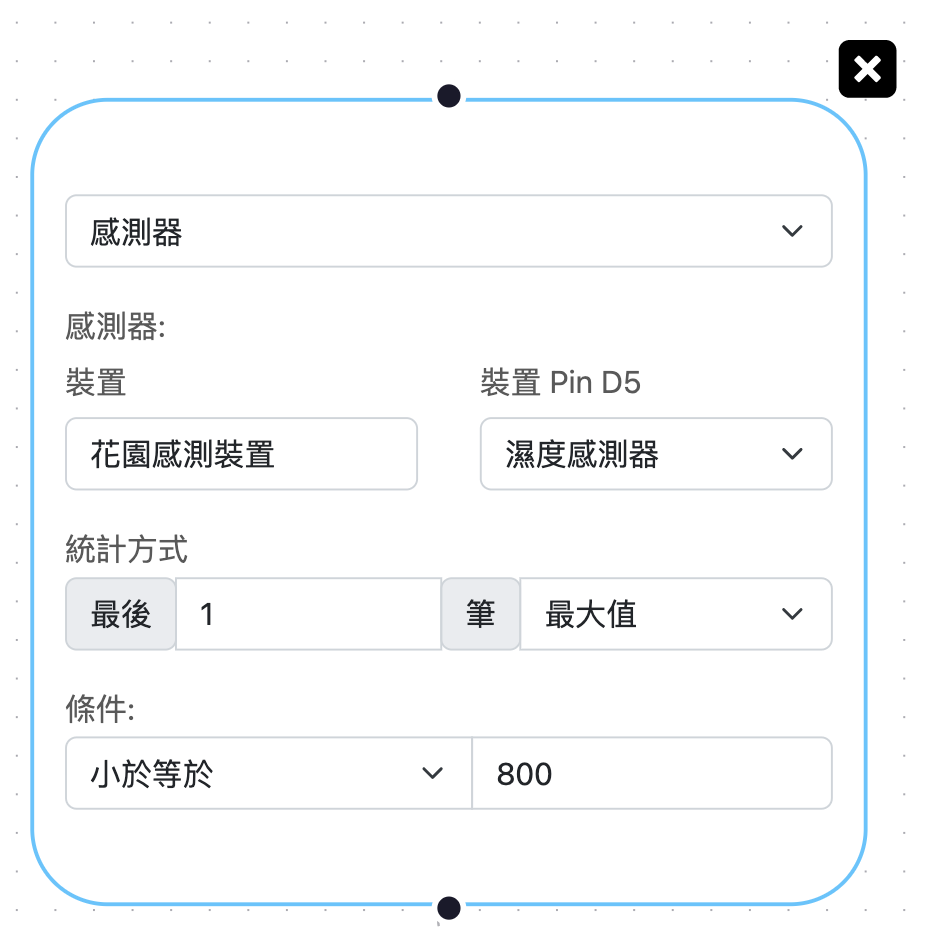 感測器
感測器:
裝置 裝置 Pin D5
花園感測裝置 濕度感測器
統計方式
最後 1 筆 最大值
條件:
小於等於 800